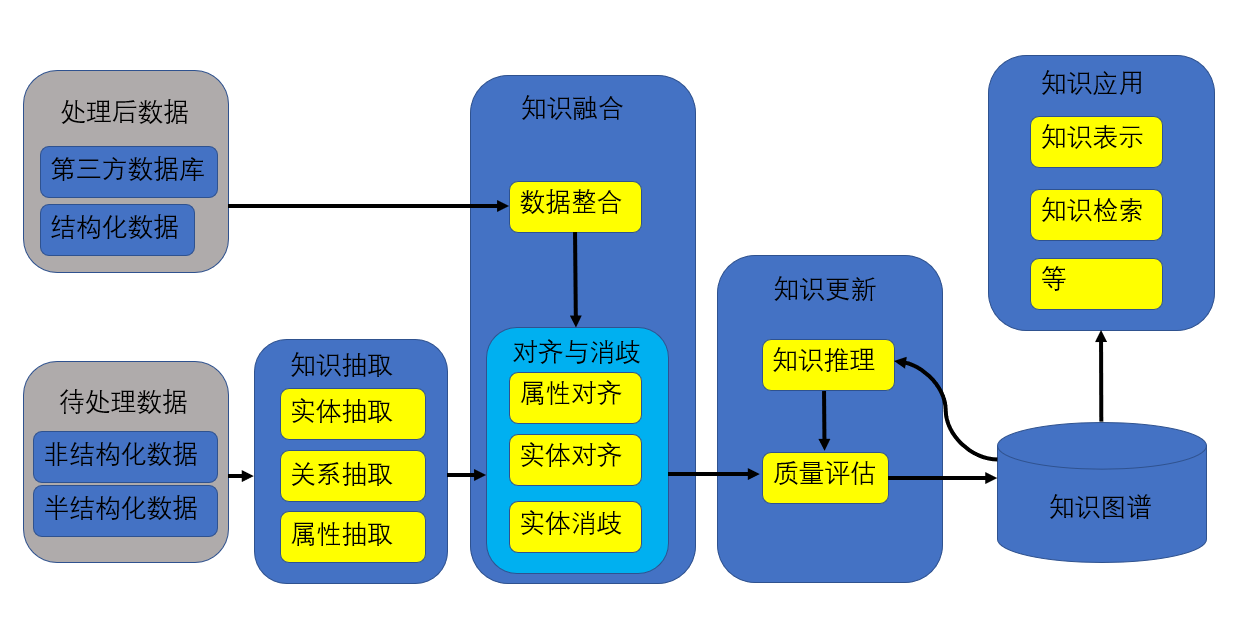 处理后数据
第三方数据库
结构化数据
待处理数据
非结构化数据
半结构化数据
知识抽取
实体抽取
关系抽取
属性抽取
知识融合
数据整合
对齐与消歧
属性对齐
实体对齐
实体消歧
知识更新
知识推理
质量评估
知识图谱
知识应用
知识表示
知识检索
等